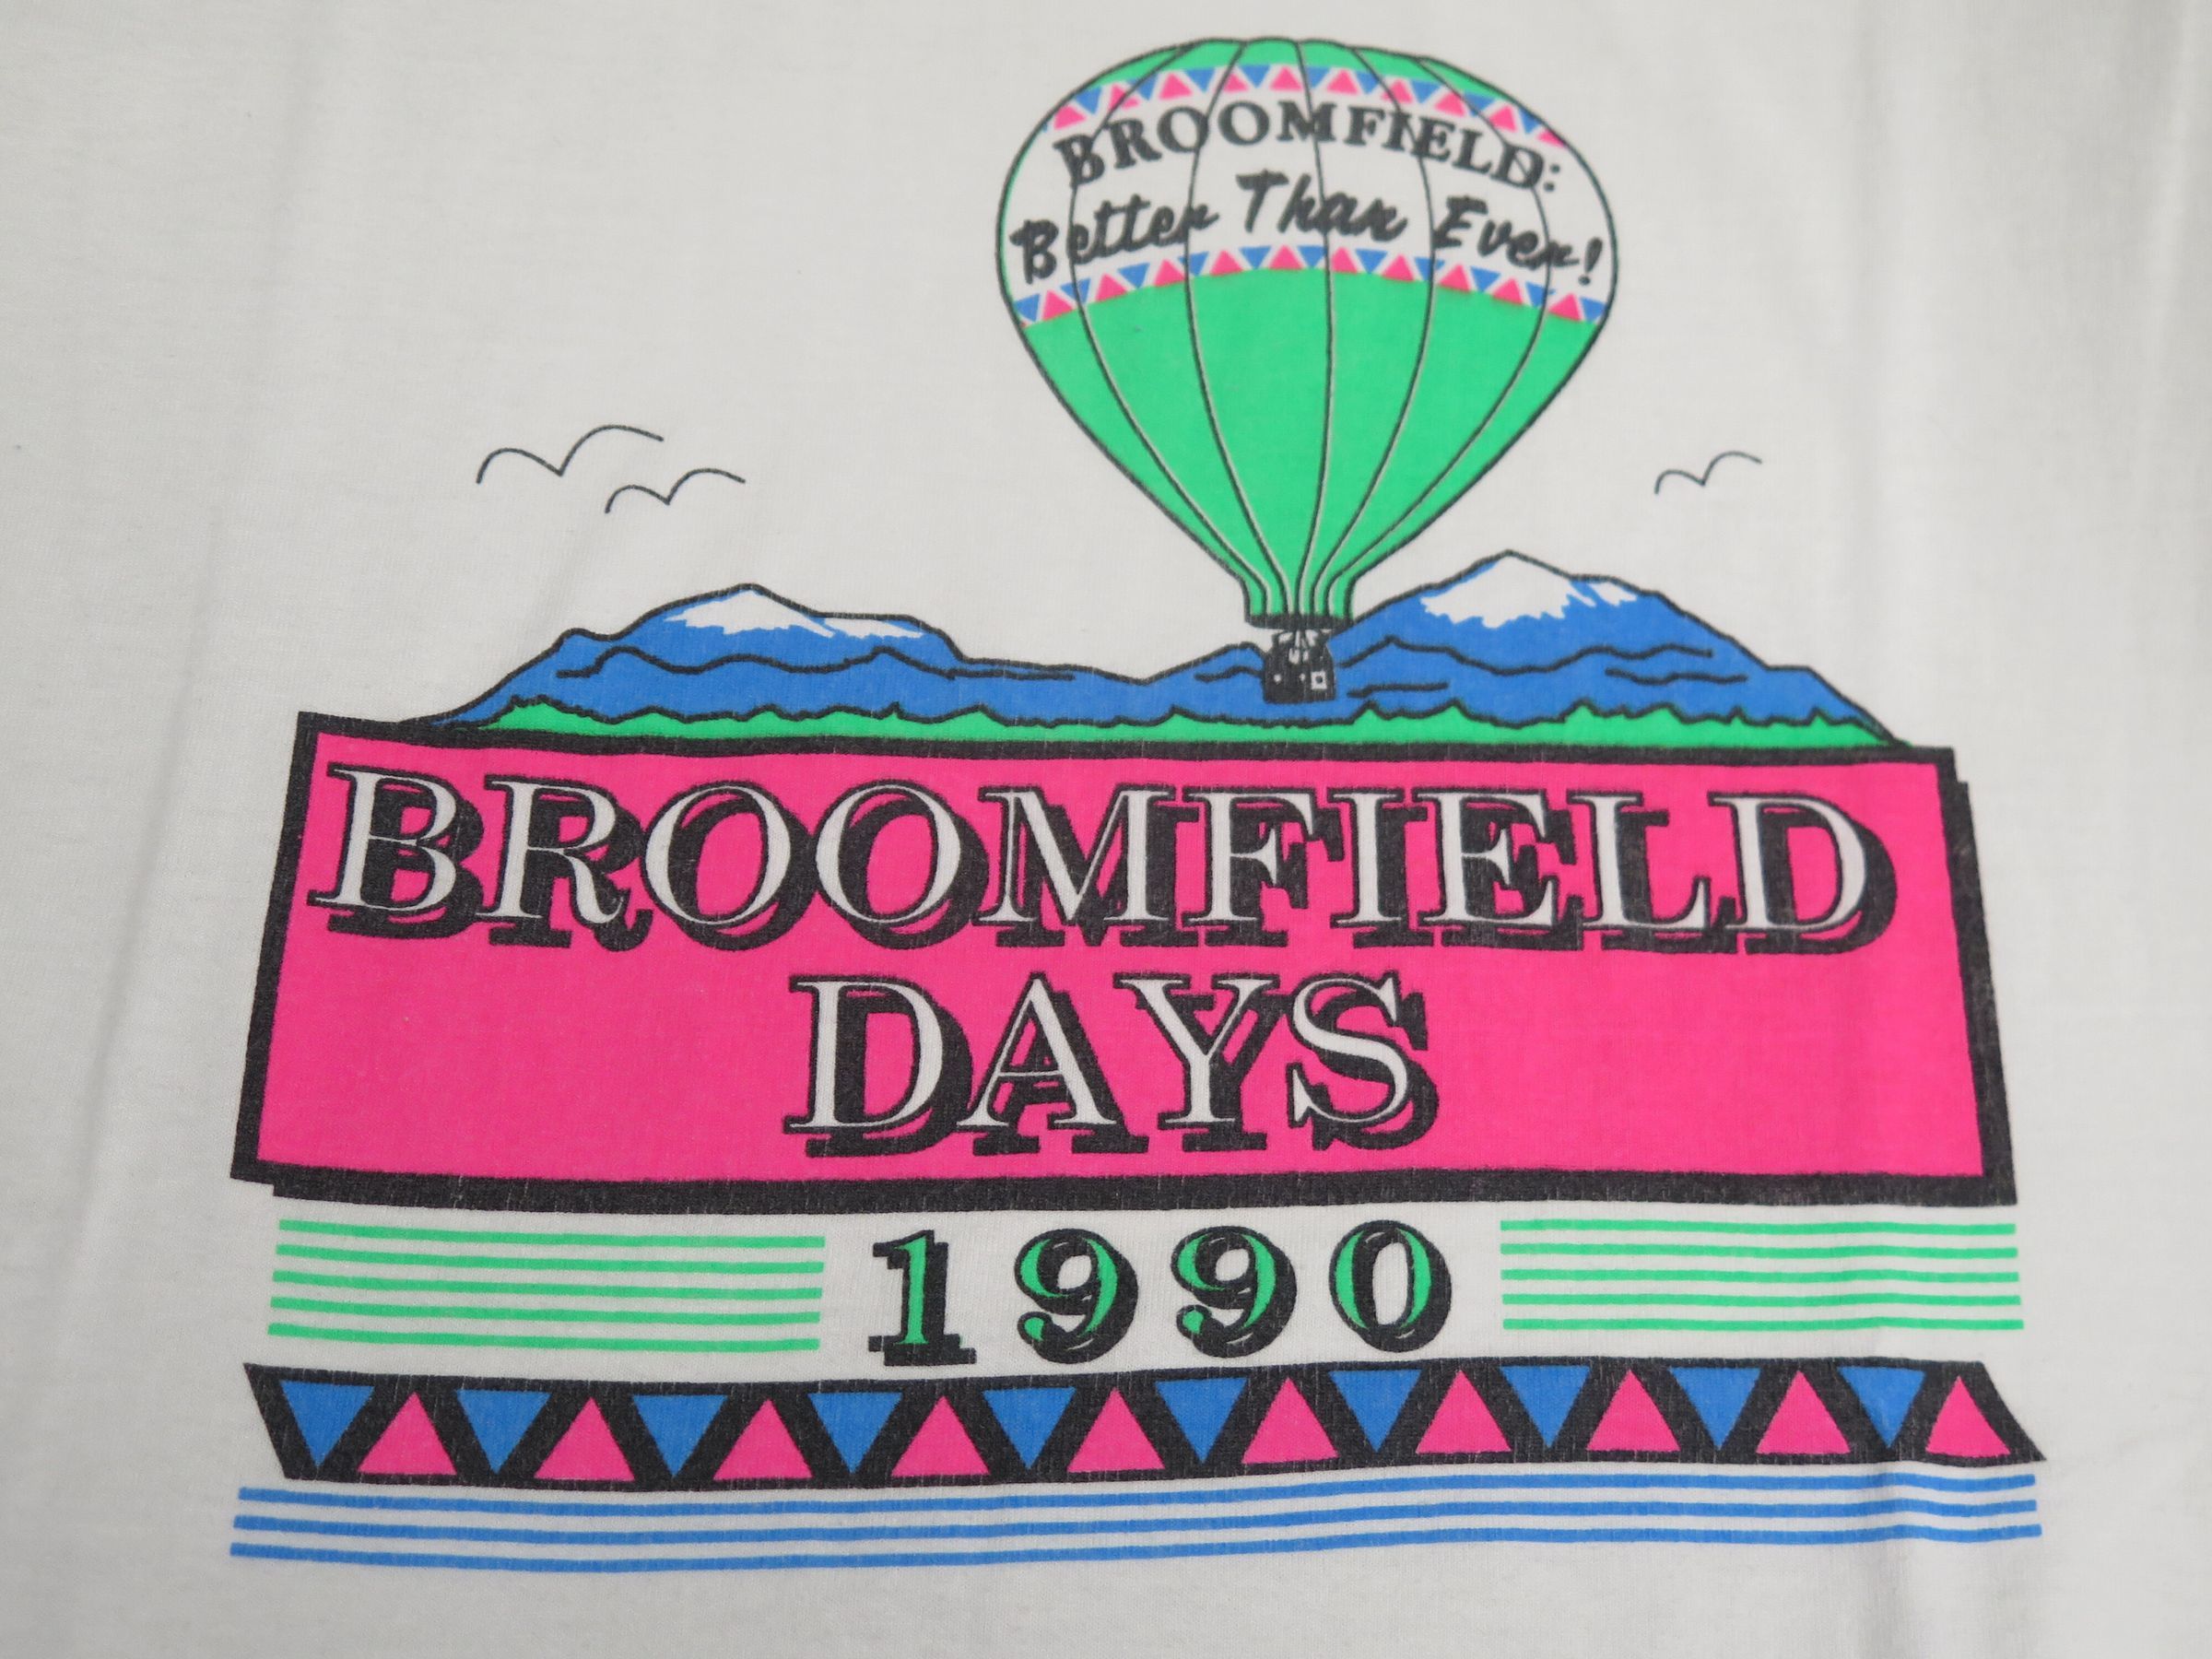 BROOMFIELD:
Better Than Ever!
BROOMFIELD
DAYS
1990